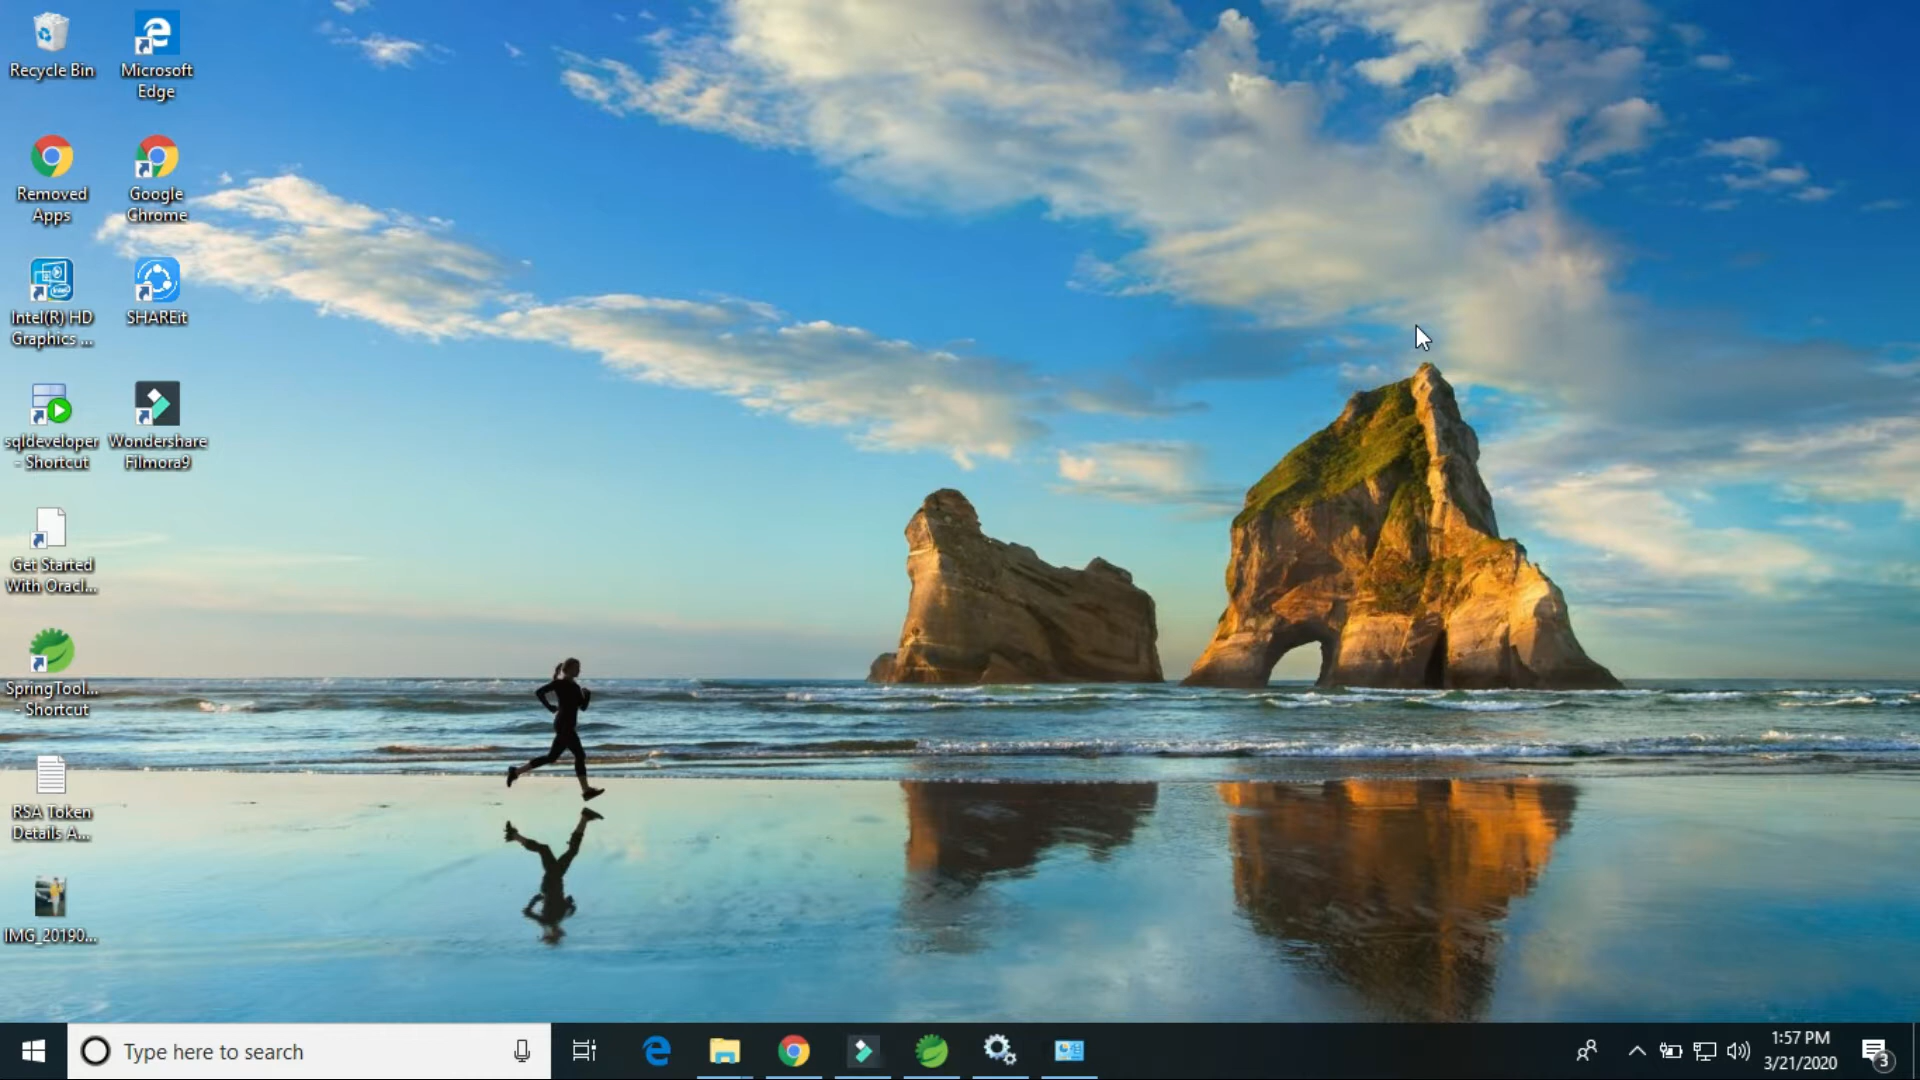 Recycle Bin
Microsoft
Edge
Removed
Apps
Google
Chrome
Intel(R) HD
Graphics ...
SHAREit
sqldeveloper
- Shortcut
Wondershare
Filmora9
Get Started
With Oracl...
SpringTool...
- Shortcut
RSA Token
Details A...
IMG_20190...
Type here to search
1:57 PM
3/21/2020
3